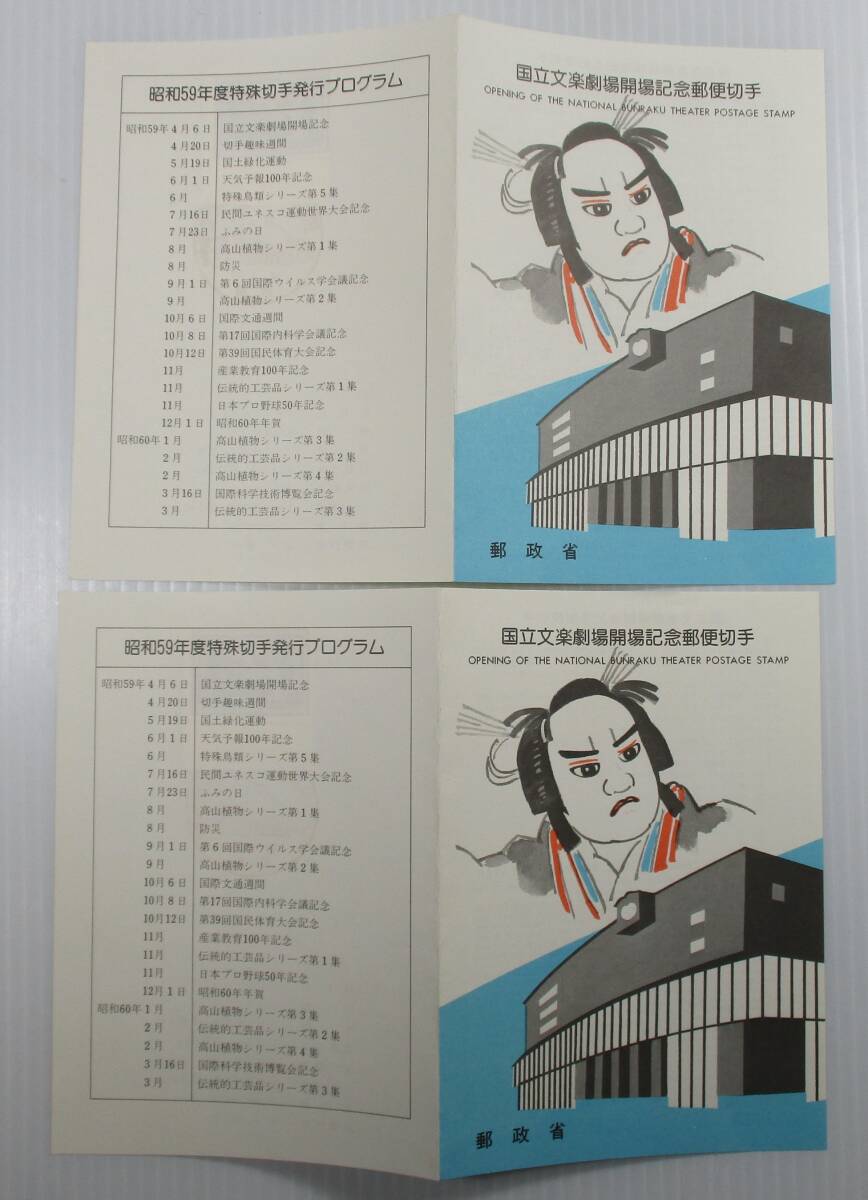 昭和59年度特殊切手発行プログラム
昭和59年4月6日 国立文楽劇場開場記念
4月20日 切手趣味週間
5月19日 国土緑化運動
6月1日 天気予報100年記念
6月 特殊鳥類シリーズ第5集
7月16日 民間ユネスコ運動世界大会記念
7月23日 ふみの日
8月 高山植物シリーズ第1集
8月 防災
9月1日 第6回国際ウイルス学会議記念
9月 高山植物シリーズ第2集
10月6日 国際文通週間
10月8日 第17回国際内科学会議記念
10月12日 第39回国民体育大会記念
11月 産業教育100年記念
11月 伝統的工芸品シリーズ第1集
11月 日本プロ野球50年記念
12月1日 昭和60年年賀
昭和60年1月 高山植物シリーズ第3集
2月 伝統的工芸品シリーズ第2集
2月 高山植物シリーズ第4集
3月16日 国際科学技術博覧会記念
3月 伝統的工芸品シリーズ第3集
国立文楽劇場開場記念郵便切手
OPENING OF THE NATIONAL BUNRAKU THEATER POSTAGE STAMP
郵政省
昭和59年度特殊切手発行プログラム
昭和59年4月6日 国立文楽劇場開場記念
4月20日 切手趣味週間
5月19日 国土緑化運動
6月1日 天気予報100年記念
6月 特殊鳥類シリーズ第5集
7月16日 民間ユネスコ運動世界大会記念
7月23日 ふみの日
8月 高山植物シリーズ第1集
8月 防災
9月1日 第6回国際ウイルス学会議記念
9月 高山植物シリーズ第2集
10月6日 国際文通週間
10月8日 第17回国際内科学会議記念
10月12日 第39回国民体育大会記念
11月 産業教育100年記念
11月 伝統的工芸品シリーズ第1集
11月 日本プロ野球50年記念
12月1日 昭和60年年賀
昭和60年1月 高山植物シリーズ第3集
2月 伝統的工芸品シリーズ第2集
2月 高山植物シリーズ第4集
3月16日 国際科学技術博覧会記念
3月 伝統的工芸品シリーズ第3集
国立文楽劇場開場記念郵便切手
OPENING OF THE NATIONAL BUNRAKU THEATER POSTAGE STAMP
郵政省